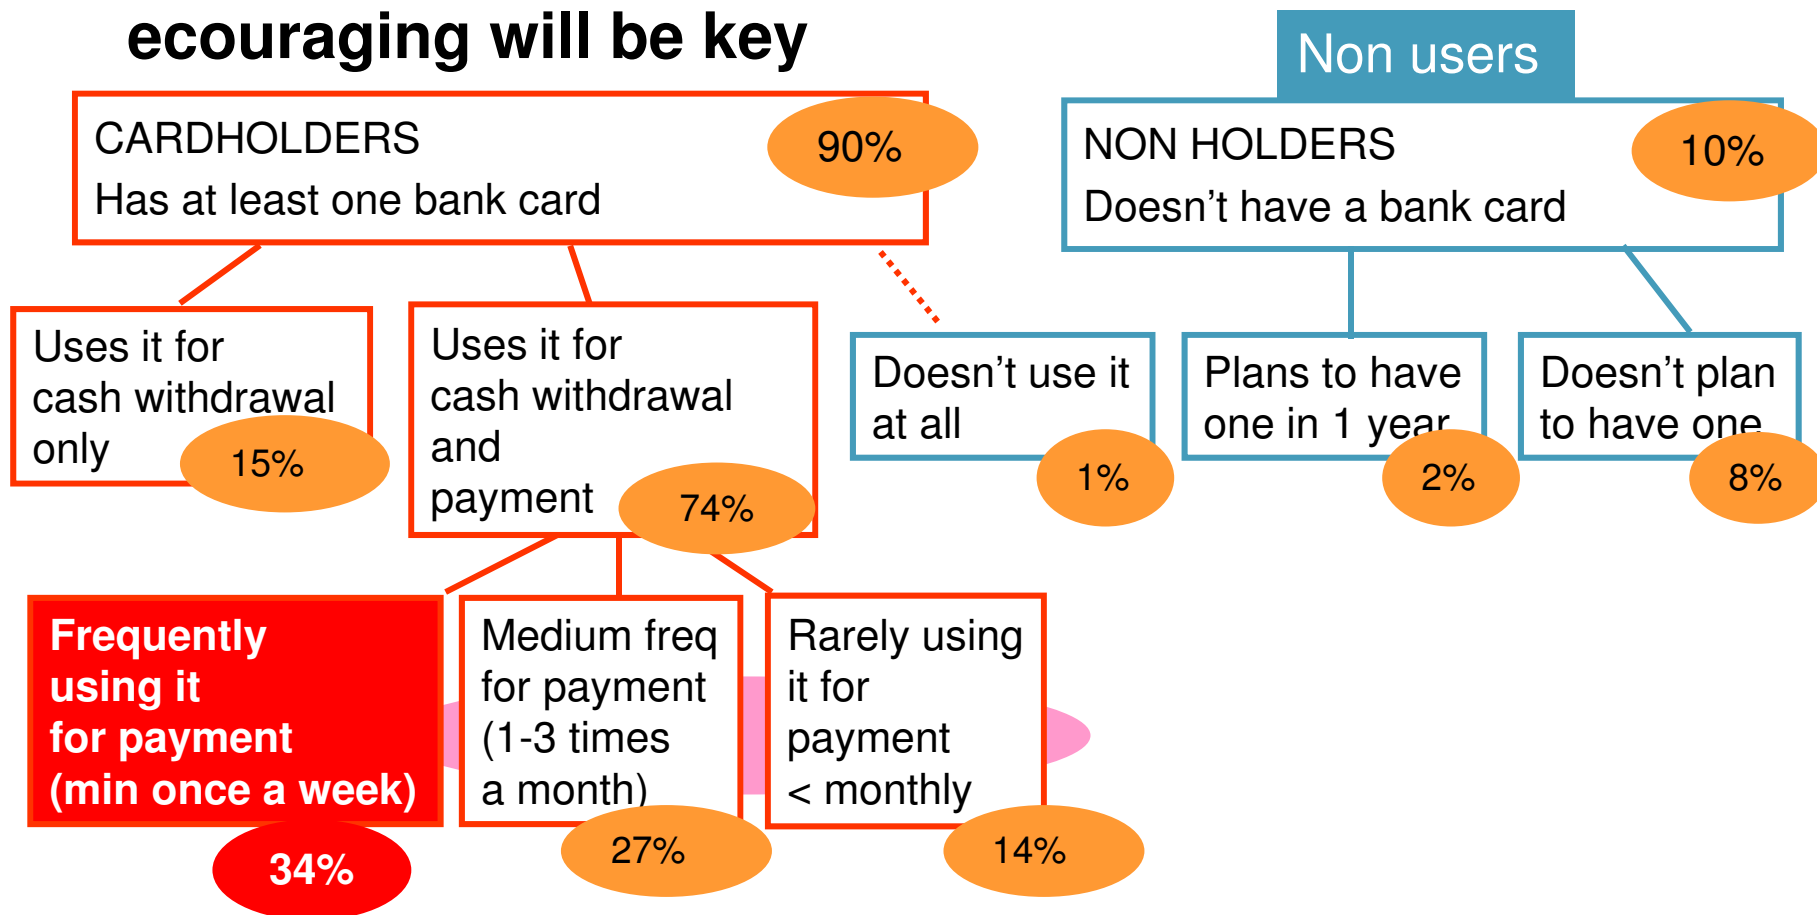 ecouraging will be key
Non users
CARDHOLDERS
90%
Has at least one bank card
NON HOLDERS
10%
Doesn't have a bank card
Uses it for
cash withdrawal
only
15%
Uses it for
cash withdrawal
and
payment
74%
Doesn't use it
at all
1%
Plans to have
one in 1 year
2%
Doesn't plan
to have one
8%
Frequently
using it
for payment
(min once a week)
34%
Medium freq
for payment
(1-3 times
a month)
27%
Rarely using
it for
payment
< monthly
14%